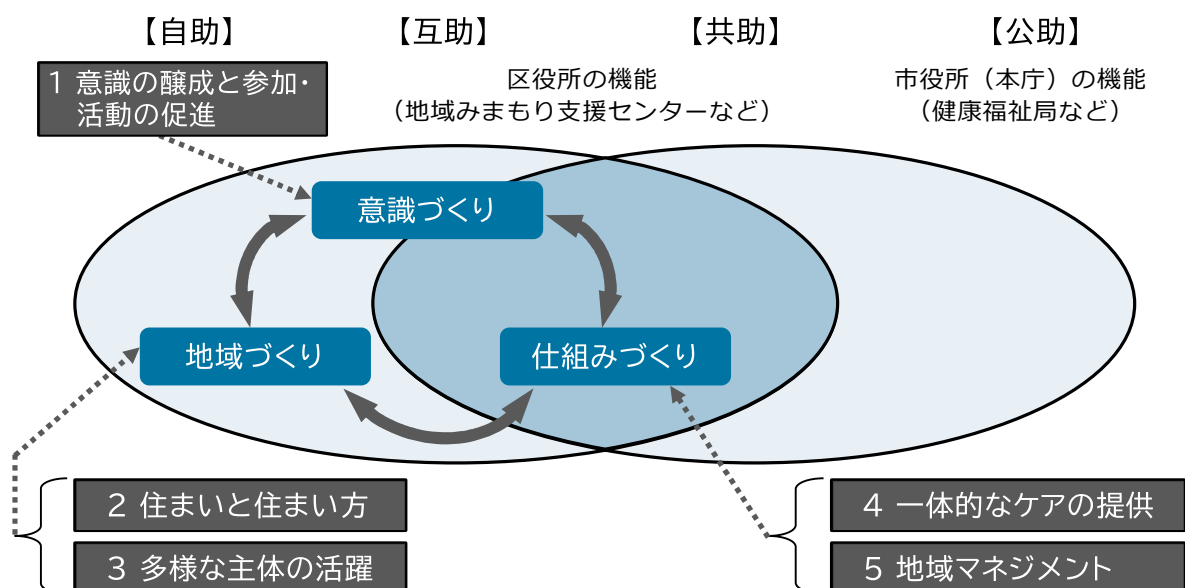 【自助】
【互助】
【共助】
【公助】
1 意識の醸成と参加・
活動の促進
区役所の機能
（地域みまもり支援センターなど）
市役所（本庁）の機能
（健康福祉局など）
意識づくり
地域づくり
仕組みづくり
2 住まいと住まい方
3 多様な主体の活躍
4 一体的なケアの提供
5 地域マネジメント